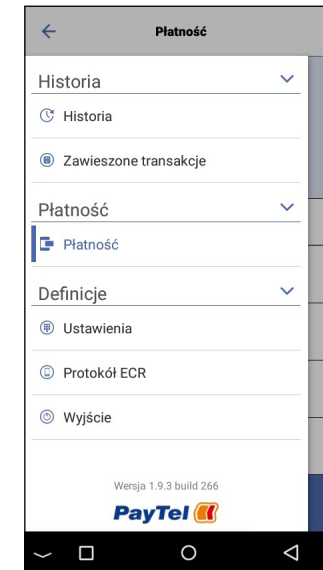 Płatność
Historia
Historia
Zawieszone transakcje
Płatność
Płatność
Definicje
Ustawienia
Protokół ECR
Wyjście
Wersja 1.9.3 build 266
PayTel